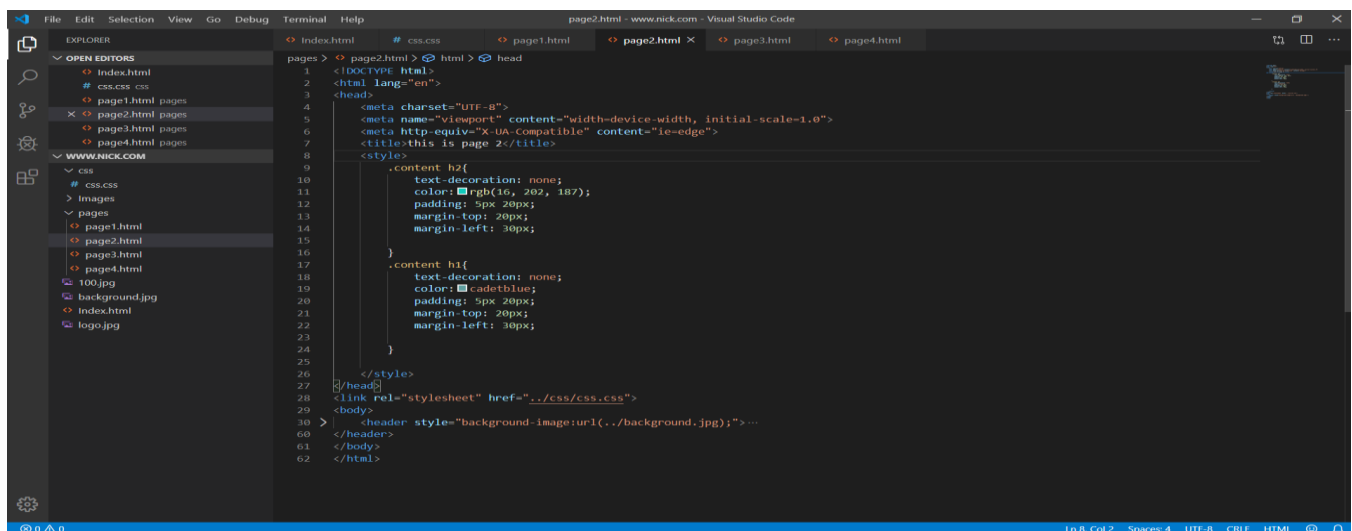 File Edit Selection View Go Debug Terminal Help page2.html - www.nick.com - Visual Studio Code
EXPLORER
OPEN EDITORS
Index.html
# css.css css
page1.html pages
page2.html pages
page3.html pages
page4.html pages
WWW.NICK.COM
css
# css.css
Images
pages
page1.html
page2.html
page3.html
page4.html
100.jpg
background.jpg
Index.html
logo.jpg
Index.html # css.css page1.html page2.html page3.html page4.html
pages > page2.html > html > head
1 <!DOCTYPE html>
2 <html lang="en">
3 <head>
4 <meta charset="UTF-8">
5 <meta name="viewport" content="width=device-width, initial-scale=1.0">
6 <meta http-equiv="X-UA-Compatible" content="ie=edge">
7 <title>this is page 2</title>
8 <style>
9 .content h2{
10 text-decoration: none;
11 color: rgb(16, 202, 187);
12 padding: 5px 20px;
13 margin-top: 20px;
14 margin-left: 30px;
15
16 }
17 .content h1{
18 text-decoration: none;
19 color: cadetblue;
20 padding: 5px 20px;
21 margin-top: 20px;
22 margin-left: 30px;
23
24 }
25
26 </style>
27 </head>
28 <link rel="stylesheet" href="../css/css.css">
29 <body>
30 <header style="background-image:url(../background.jpg);">...
60 </header>
61 </body>
62 </html>
0 0 Ln 8, Col 2 Spaces: 4 UTF-8 CRLF HTML